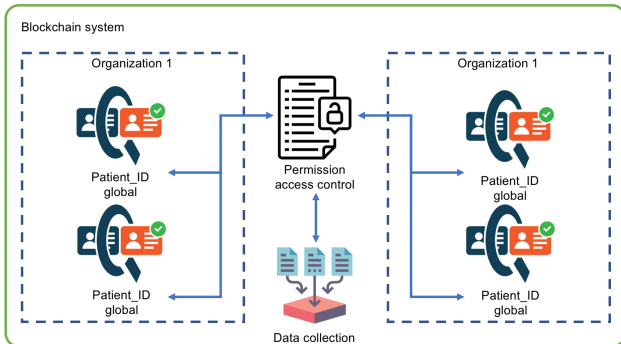 Blockchain system
Organization 1
Organization 1
Patient_ID
global
Permission
access control
Patient_ID
global
Patient_ID
global
Patient_ID
global
Data collection